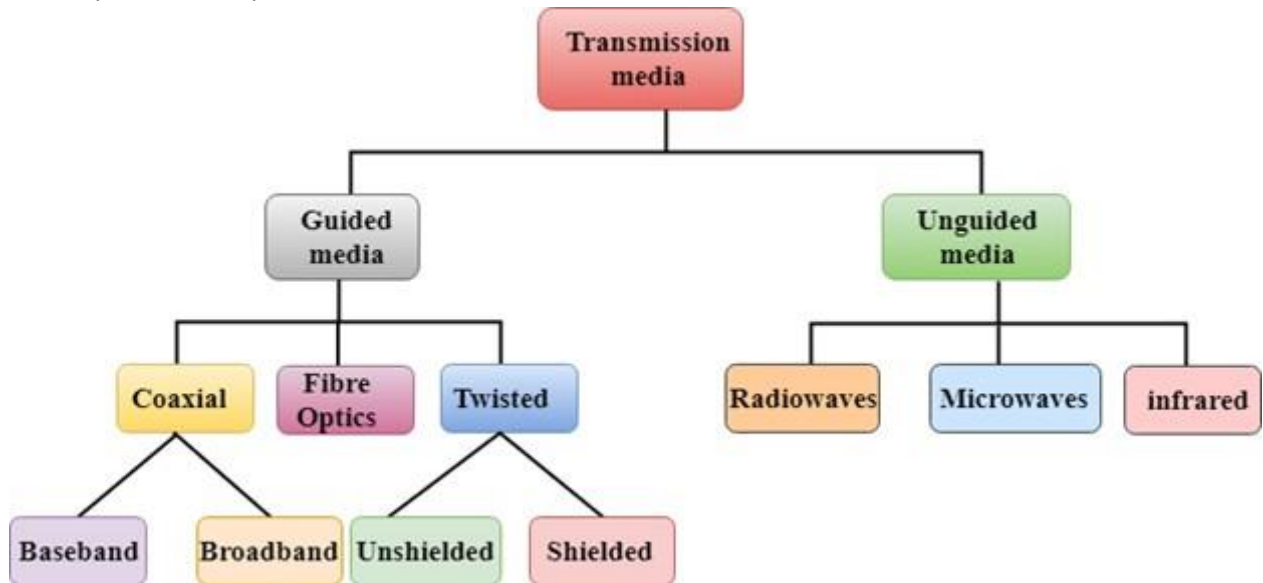 Transmission
media
Guided
media
Unguided
media
Coaxial
Fibre
Optics
Twisted
Radiowaves
Microwaves
infrared
Baseband
Broadband
Unshielded
Shielded